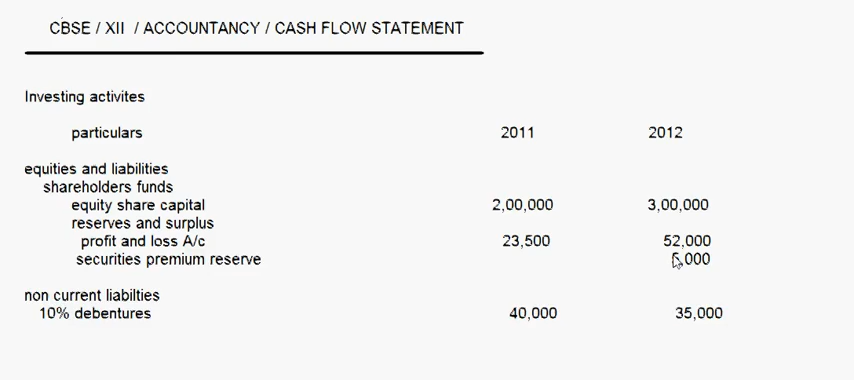 CBSE / XII / ACCOUNTANCY / CASH FLOW STATEMENT
Investing activites
particulars 2011 2012
equities and liabilities
shareholders funds
equity share capital 2,00,000 3,00,000
reserves and surplus
profit and loss A/c 23,500 52,000
securities premium reserve
non current liabilties
10% debentures 40,000 35,000